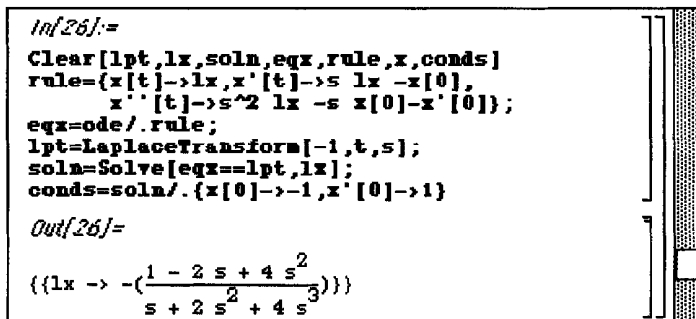 In[26]:=
Clear[lpt,lx,soln,eqx,rule,x,conds]
rule={x[t]->lx,x'[t]->s lx -x[0],
x''[t]->s^2 lx -s x[0]-x'[0]};
eqx=ode/.rule;
lpt=LaplaceTransform[-1,t,s];
soln=Solve[eqx==lpt,lx];
conds=soln/.{x[0]->-1,x'[0]->1}
Out[26]=
{{lx -> -(\frac{1 - 2 s + 4 s^2}{s + 2 s^2 + 4 s^3})}}